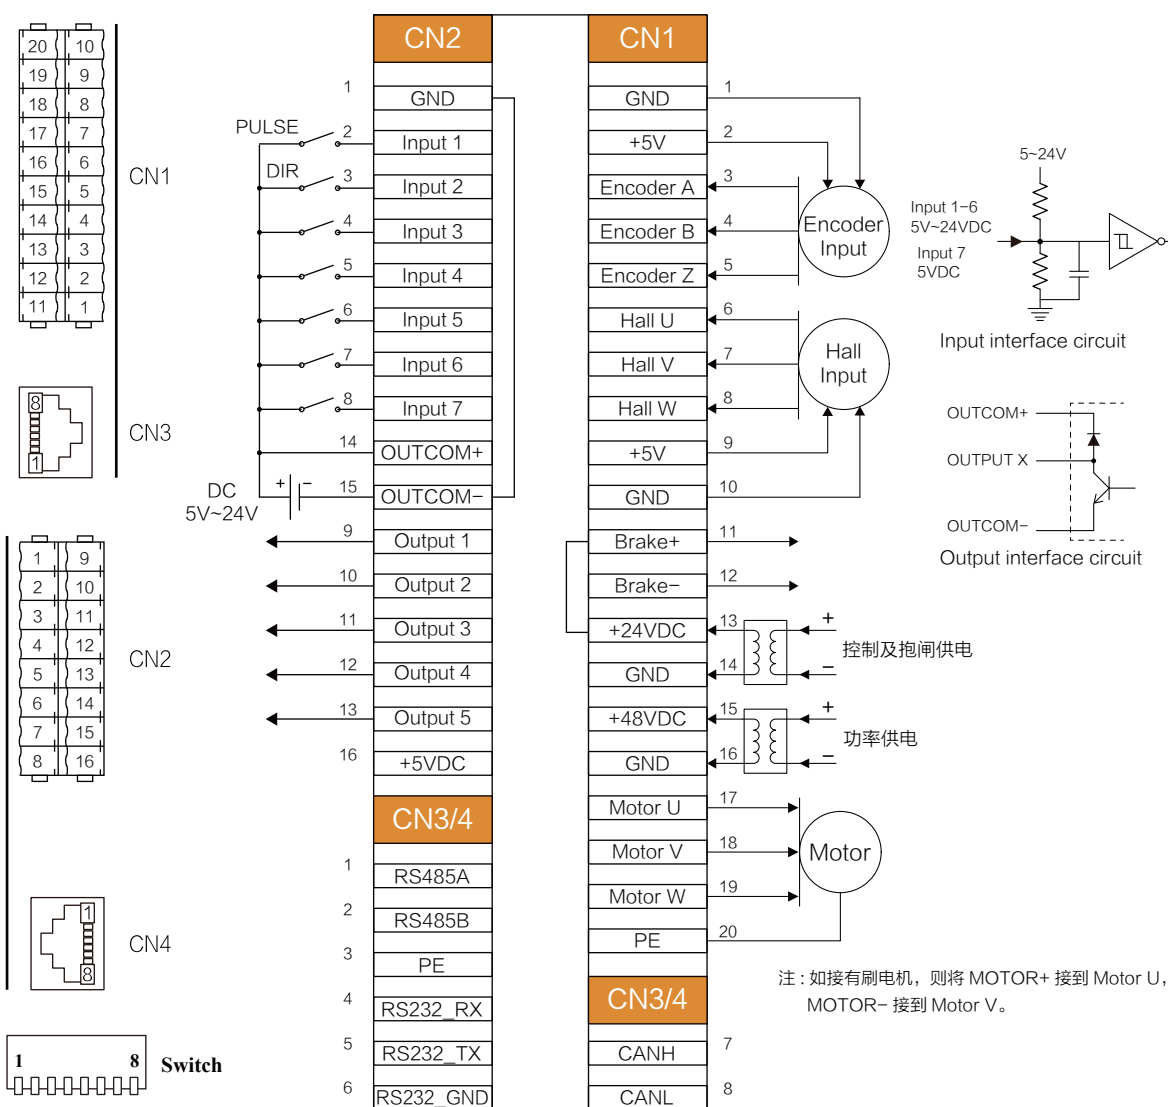 20 10
19 9
18 8
17 7
16 6
15 5
14 4
13 3
12 2
11 1
CN1
8
1
CN3
1 9
2 10
3 11
4 12
5 13
6 14
7 15
8 16
CN2
1
8
CN4
1 8
Switch
CN2
1 GND
PULSE 2 Input 1
DIR 3 Input 2
4 Input 3
5 Input 4
6 Input 5
7 Input 6
8 Input 7
14 OUTCOM+
15 OUTCOM-
+ -
DC
5V~24V
9 Output 1
10 Output 2
11 Output 3
12 Output 4
13 Output 5
16 +5VDC
CN3/4
1 RS485A
2 RS485B
3 PE
4 RS232_RX
5 RS232_TX
6 RS232_GND
CN1
GND 1
+5V 2
Encoder A 3
Encoder B 4
Encoder Z 5
Encoder
Input
Hall U 6
Hall V 7
Hall W 8
Hall
Input
+5V 9
GND 10
Brake+ 11
Brake- 12
+24VDC 13 +
控制及抱闸供电
GND 14 -
+48VDC 15 +
功率供电
GND 16 -
Motor U 17
Motor V 18
Motor W 19
Motor
PE 20
CN3/4
CANH 7
CANL 8
5~24V
Input 1-6
5V~24VDC
Input 7
5VDC
Input interface circuit
OUTCOM+
OUTPUT X
OUTCOM-
Output interface circuit
注:如接有刷电机，则将 MOTOR+ 接到 Motor U，
MOTOR- 接到 Motor V。